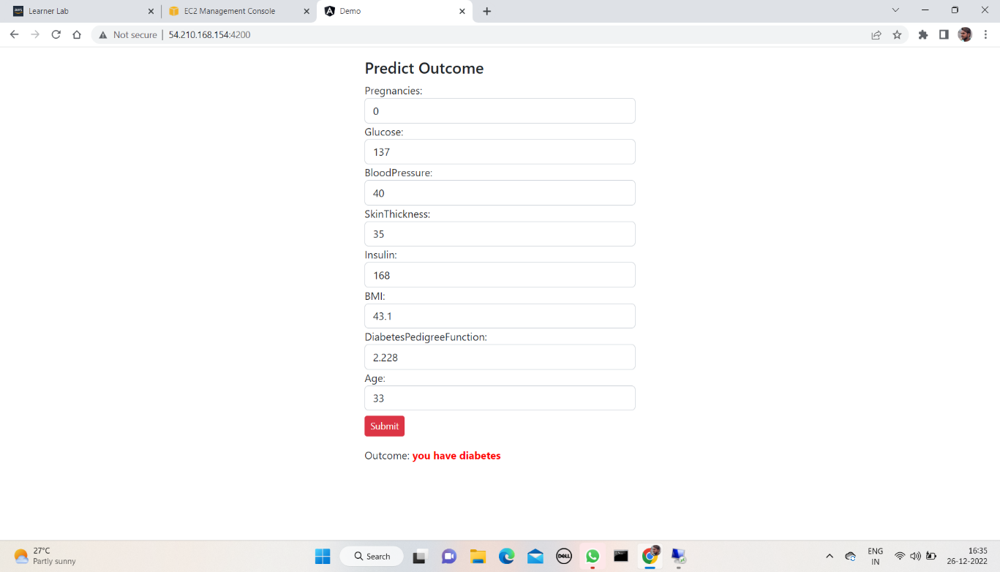 Learner Lab
EC2 Management Console
Demo
Not secure
54.210.168.154:4200
Predict Outcome
Pregnancies:
0
Glucose:
137
BloodPressure:
40
SkinThickness:
35
Insulin:
168
BMI:
43.1
DiabetesPedigreeFunction:
2.228
Age:
33
Submit
Outcome: you have diabetes
27°C
Partly sunny
Search
DELL
ENG
IN
16:35
26-12-2022